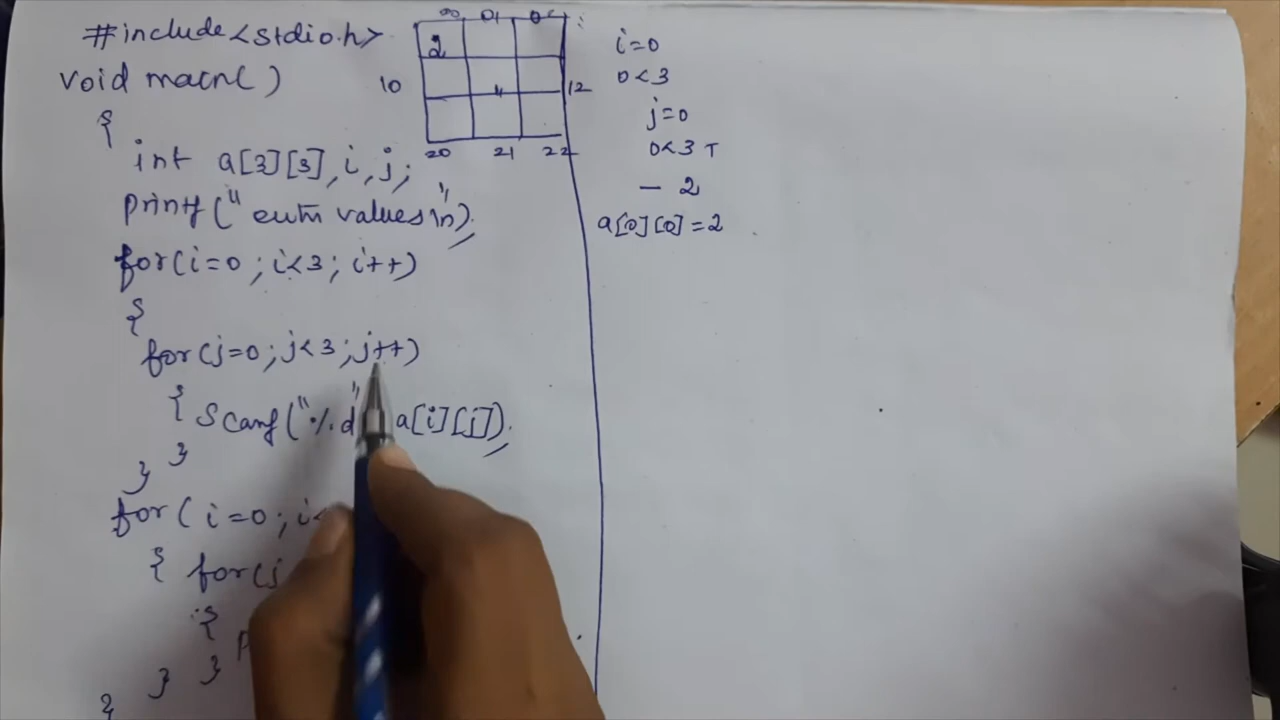 #include<stdio.h>
void main( )
{
int a[3][3],i,j;
printf("enter values\n");
for(i=0;i<3;i++)
{
for(j=0;j<3;j++)
{ scanf("%d" a[i][j]);
}
}
for(i=0;i<
{ for(j
{
} } p
{
00 01 02
2
10 11 12
20 21 22
i=0
0<3
j=0
0<3 T
— 2
a[0][0]=2